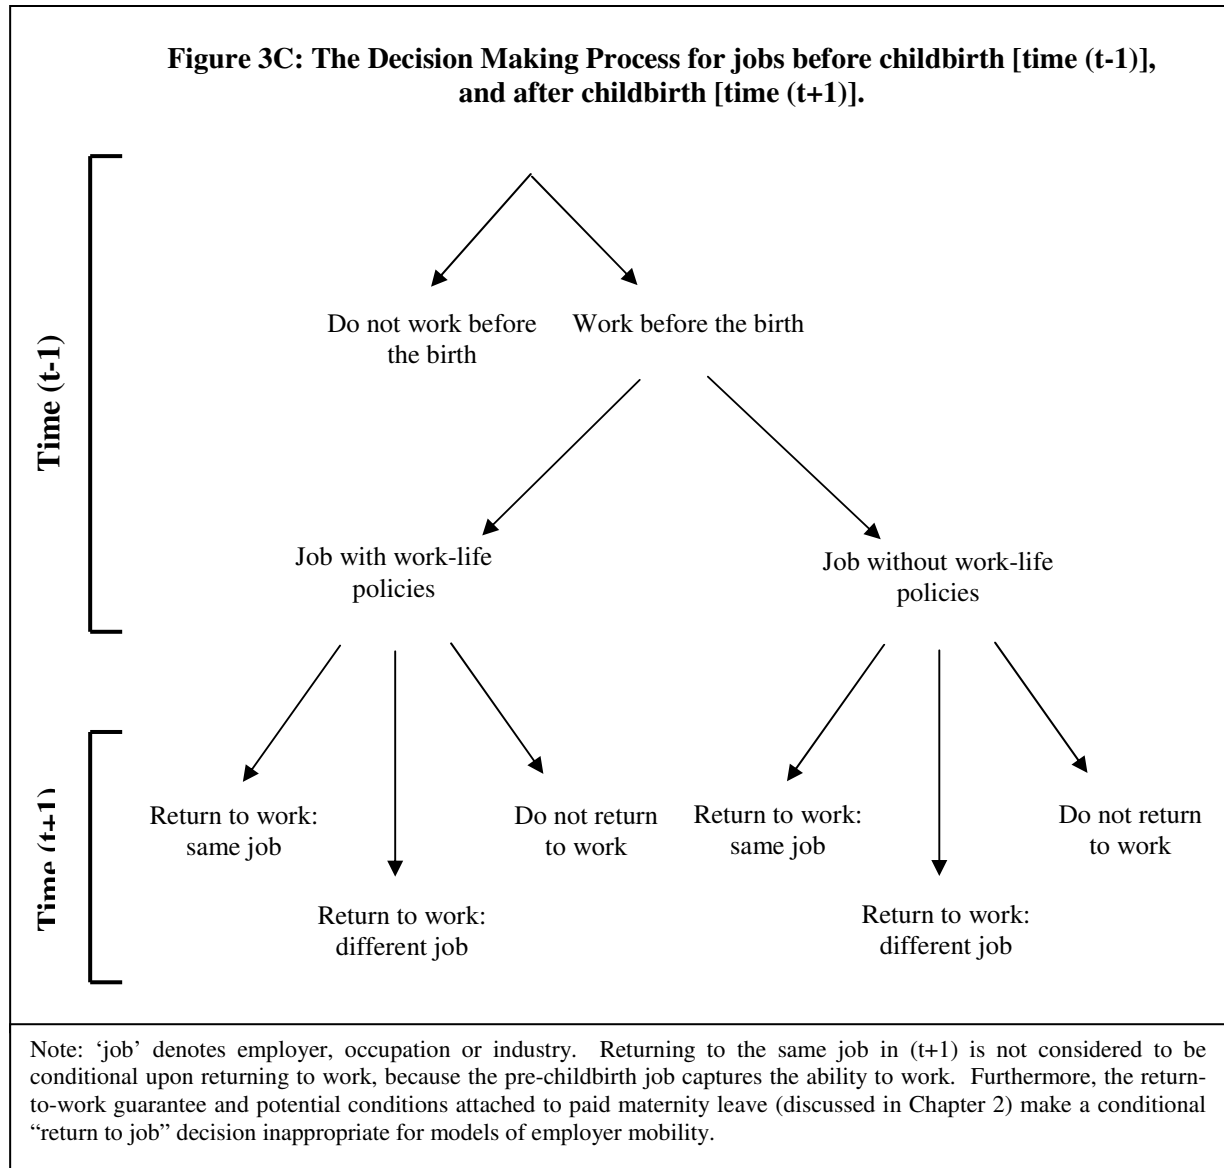 Figure 3C: The Decision Making Process for jobs before childbirth [time (t-1)],
and after childbirth [time (t+1)].
Time (t-1)
Do not work before
the birth
Work before the birth
Job with work-life
policies
Job without work-life
policies
Time (t+1)
Return to work:
same job
Do not return
to work
Return to work:
same job
Do not return
to work
Return to work:
different job
Return to work:
different job
Note: ‘job’ denotes employer, occupation or industry. Returning to the same job in (t+1) is not considered to be
conditional upon returning to work, because the pre-childbirth job captures the ability to work. Furthermore, the return-
to-work guarantee and potential conditions attached to paid maternity leave (discussed in Chapter 2) make a conditional
“return to job” decision inappropriate for models of employer mobility.